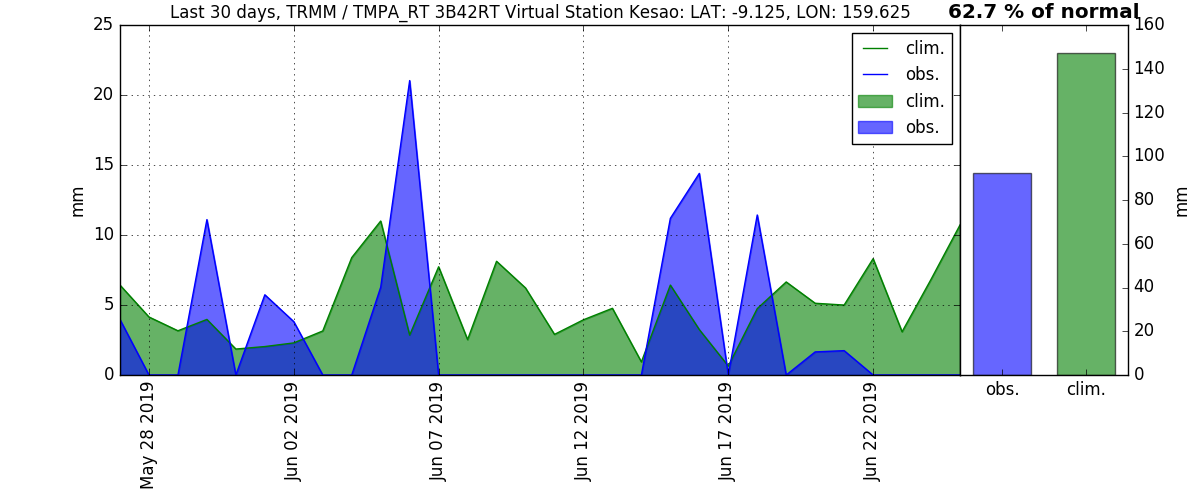 Last 30 days, TRMM / TMPA_RT 3B42RT Virtual Station Kesao: LAT: -9.125, LON: 159.625
62.7 % of normal
25
20
15
10
5
0
mm
clim.
obs.
clim.
obs.
May 28 2019
Jun 02 2019
Jun 07 2019
Jun 12 2019
Jun 17 2019
Jun 22 2019
160
140
120
100
80
60
40
20
0
mm
obs.
clim.